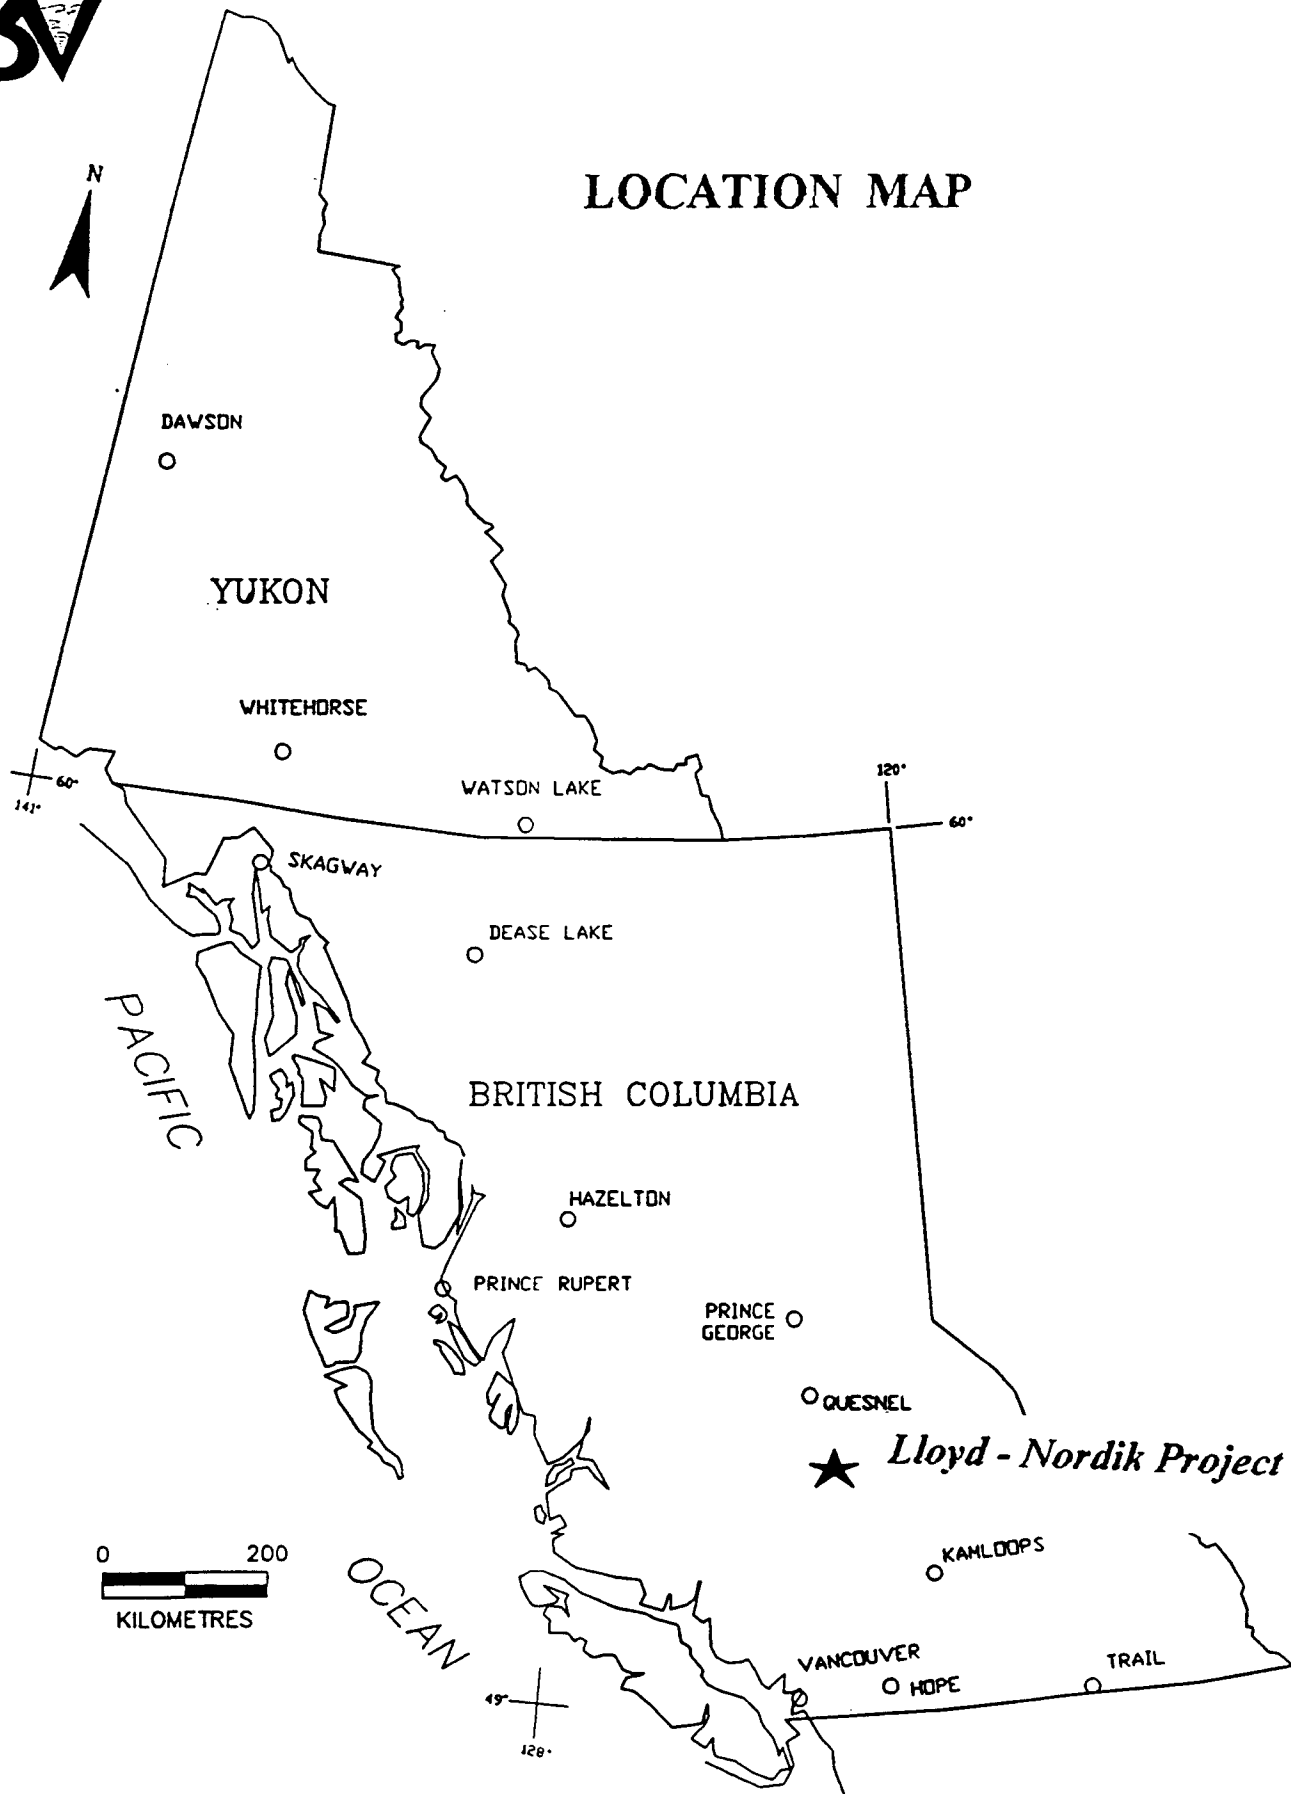 N
LOCATION MAP
DAWSON
YUKON
WHITEHORSE
60°
141°
WATSON LAKE
120°
60°
SKAGWAY
DEASE LAKE
PACIFIC
BRITISH COLUMBIA
HAZELTON
PRINCE RUPERT
PRINCE
GEORGE
QUESNEL
Lloyd - Nordik Project
0 200
KILOMETRES
OCEAN
KAMLOOPS
VANCOUVER
HOPE
TRAIL
49°
128°